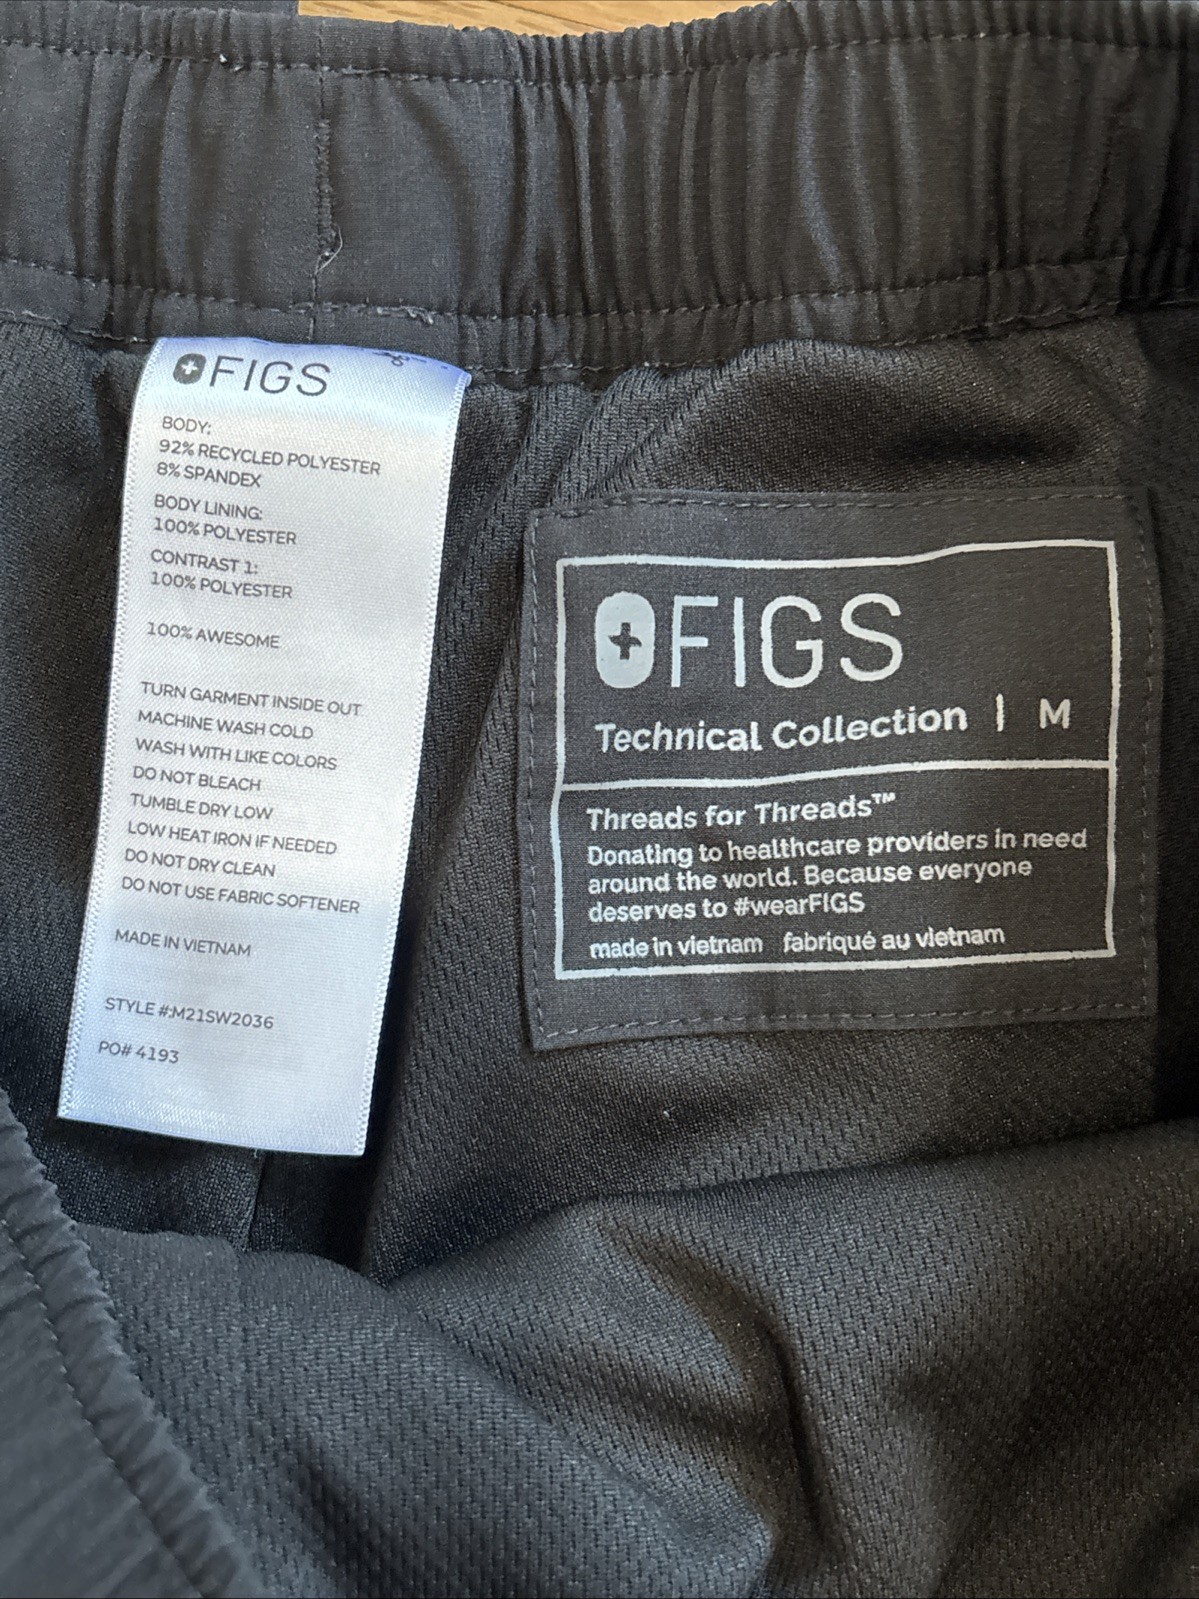 FIGS
BODY:
92% RECYCLED POLYESTER
8% SPANDEX
BODY LINING:
100% POLYESTER
CONTRAST 1:
100% POLYESTER
100% AWESOME
TURN GARMENT INSIDE OUT
MACHINE WASH COLD
WASH WITH LIKE COLORS
DO NOT BLEACH
TUMBLE DRY LOW
LOW HEAT IRON IF NEEDED
DO NOT DRY CLEAN
DO NOT USE FABRIC SOFTENER
MADE IN VIETNAM
STYLE #:M21SW2036
PO# 4193
FIGS
Technical Collection | M
Threads for Threads™
Donating to healthcare providers in need
around the world. Because everyone
deserves to #wearFIGS
made in vietnam fabriqué au vietnam